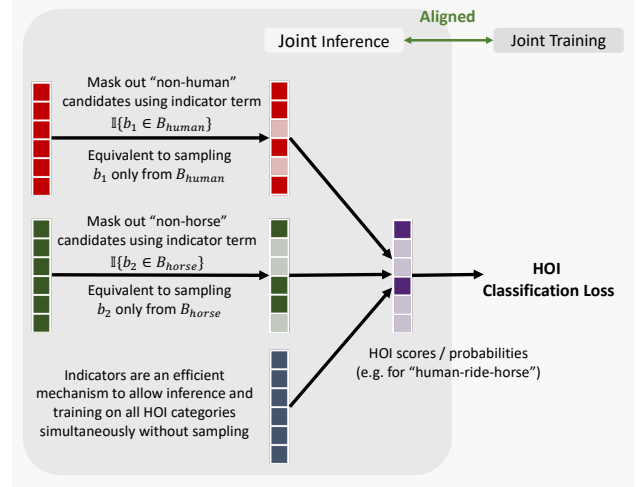 Aligned
Joint Inference
Joint Training
Mask out “non-human”
candidates using indicator term
𝕀{b₁ ∈ B_human}
Equivalent to sampling
b₁ only from B_human
Mask out “non-horse”
candidates using indicator term
𝕀{b₂ ∈ B_horse}
Equivalent to sampling
b₂ only from B_horse
HOI
Classification Loss
HOI scores / probabilities
(e.g. for “human-ride-horse”)
Indicators are an efficient
mechanism to allow inference and
training on all HOI categories
simultaneously without sampling